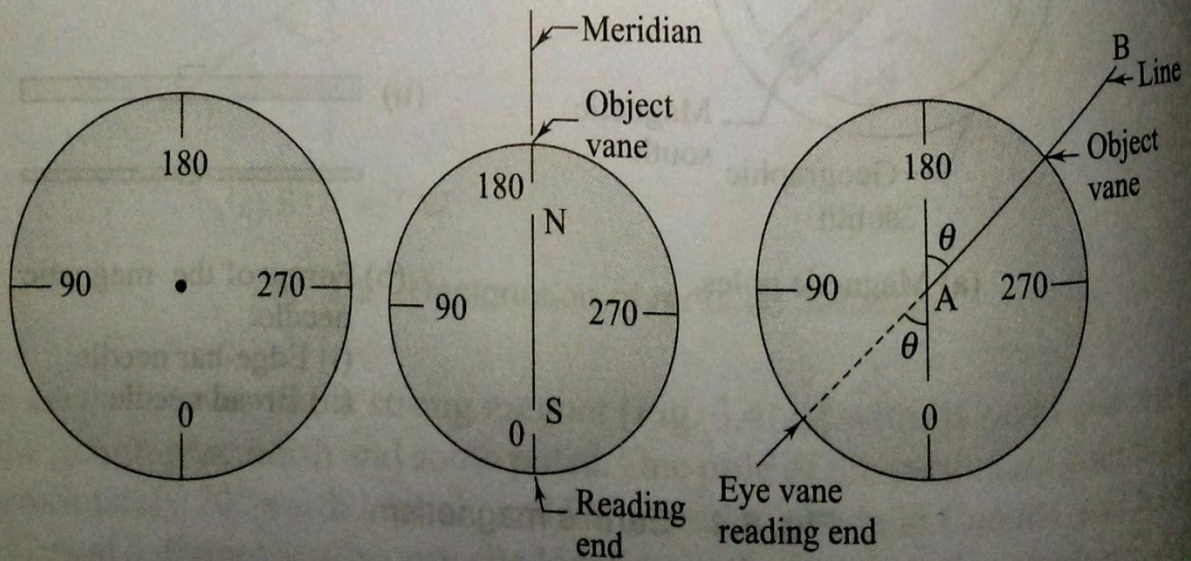 180
90
270
0
Meridian
Object
vane
180
N
90
270
S
0
Reading
end
B
Line
Object
vane
180
θ
90
270
A
θ
0
Eye vane
reading end